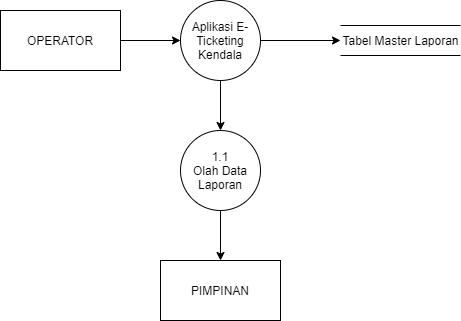 OPERATOR
Aplikasi E-
Ticketing
Kendala
Tabel Master Laporan
1.1
Olah Data
Laporan
PIMPINAN